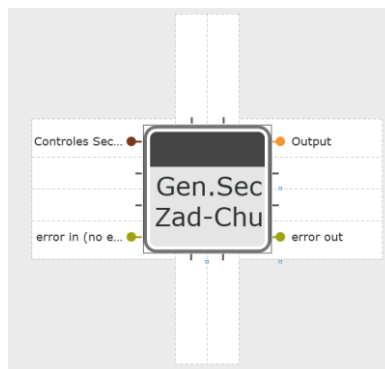 Controles Sec...
Output
Gen.Sec
Zad-Chu
error in (no e...
error out